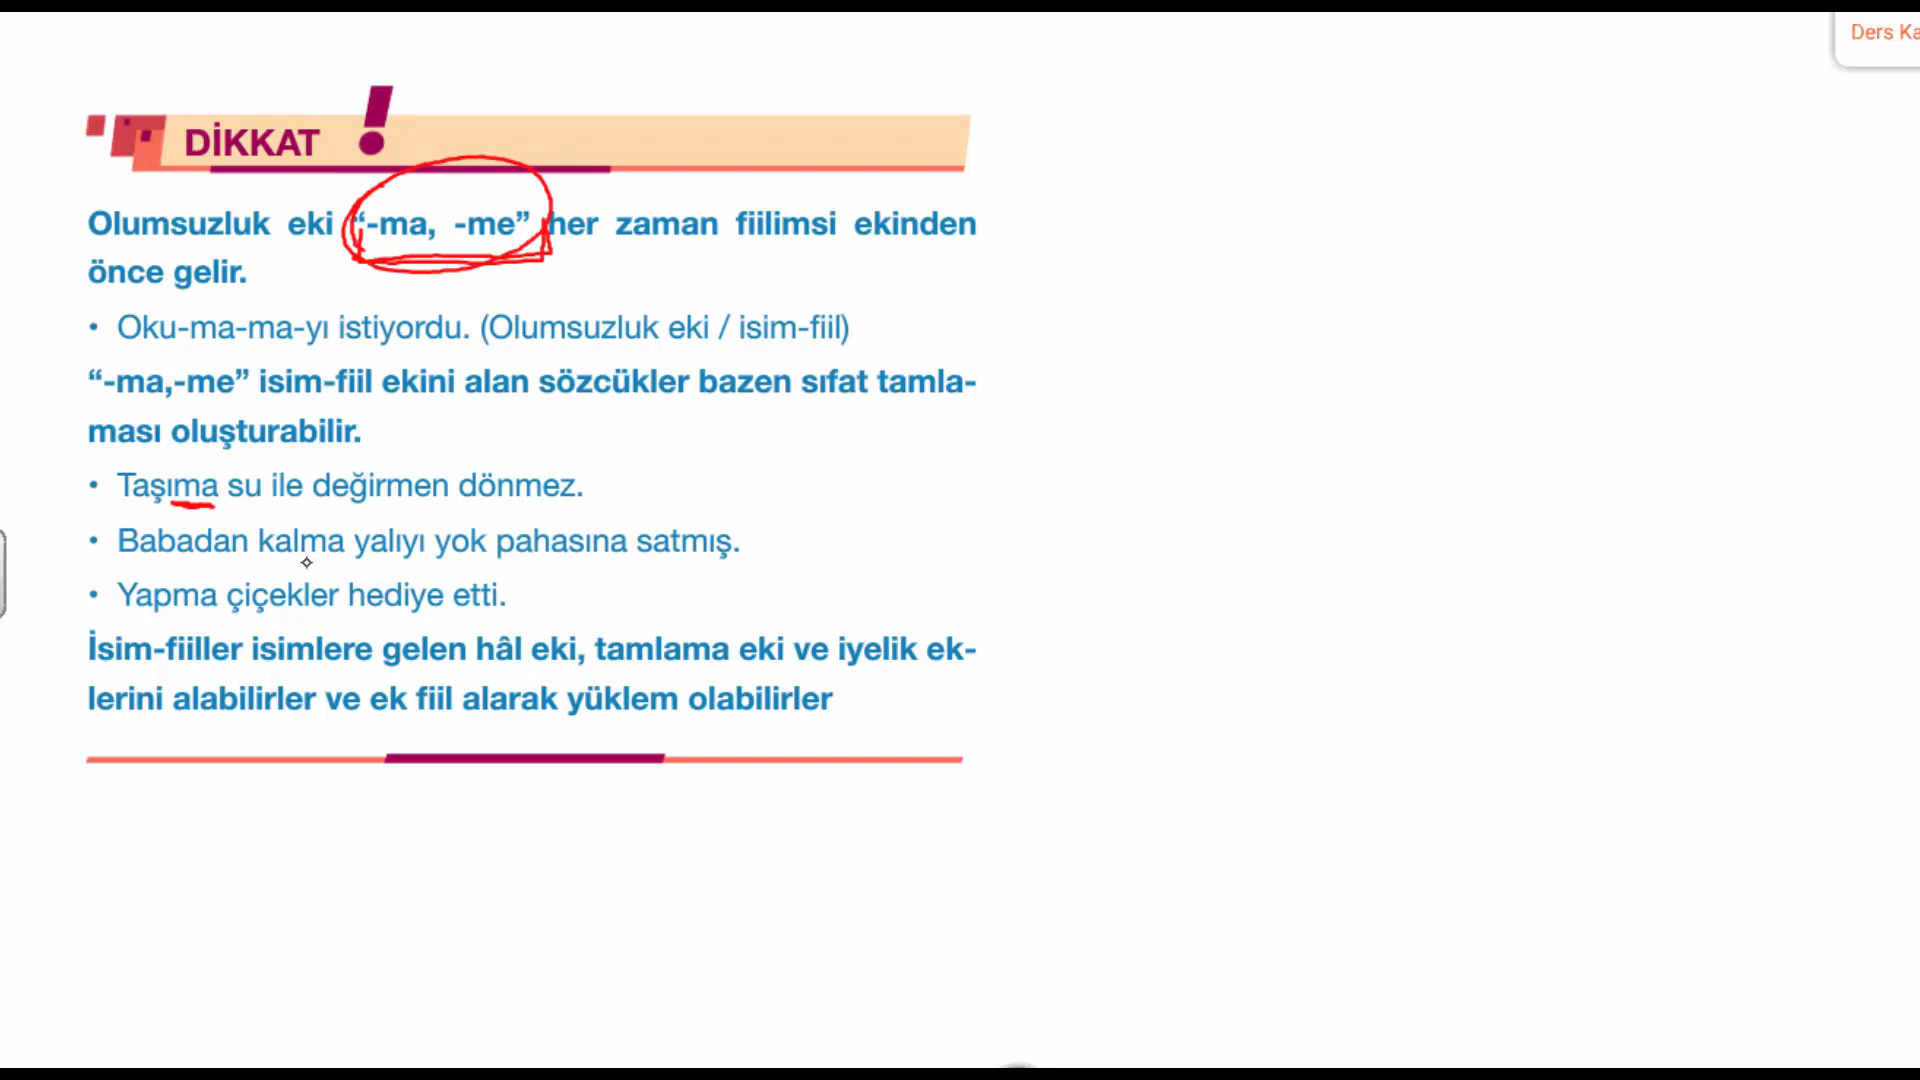 Ders Ka
DİKKAT !
Olumsuzluk eki “-ma, -me” her zaman fiilimsi ekinden
önce gelir.
• Oku-ma-ma-yı istiyordu. (Olumsuzluk eki / isim-fiil)
“-ma,-me” isim-fiil ekini alan sözcükler bazen sıfat tamla-
ması oluşturabilir.
• Taşıma su ile değirmen dönmez.
• Babadan kalma yalıyı yok pahasına satmış.
• Yapma çiçekler hediye etti.
İsim-fiiller isimlere gelen hâl eki, tamlama eki ve iyelik ek-
lerini alabilirler ve ek fiil alarak yüklem olabilirler